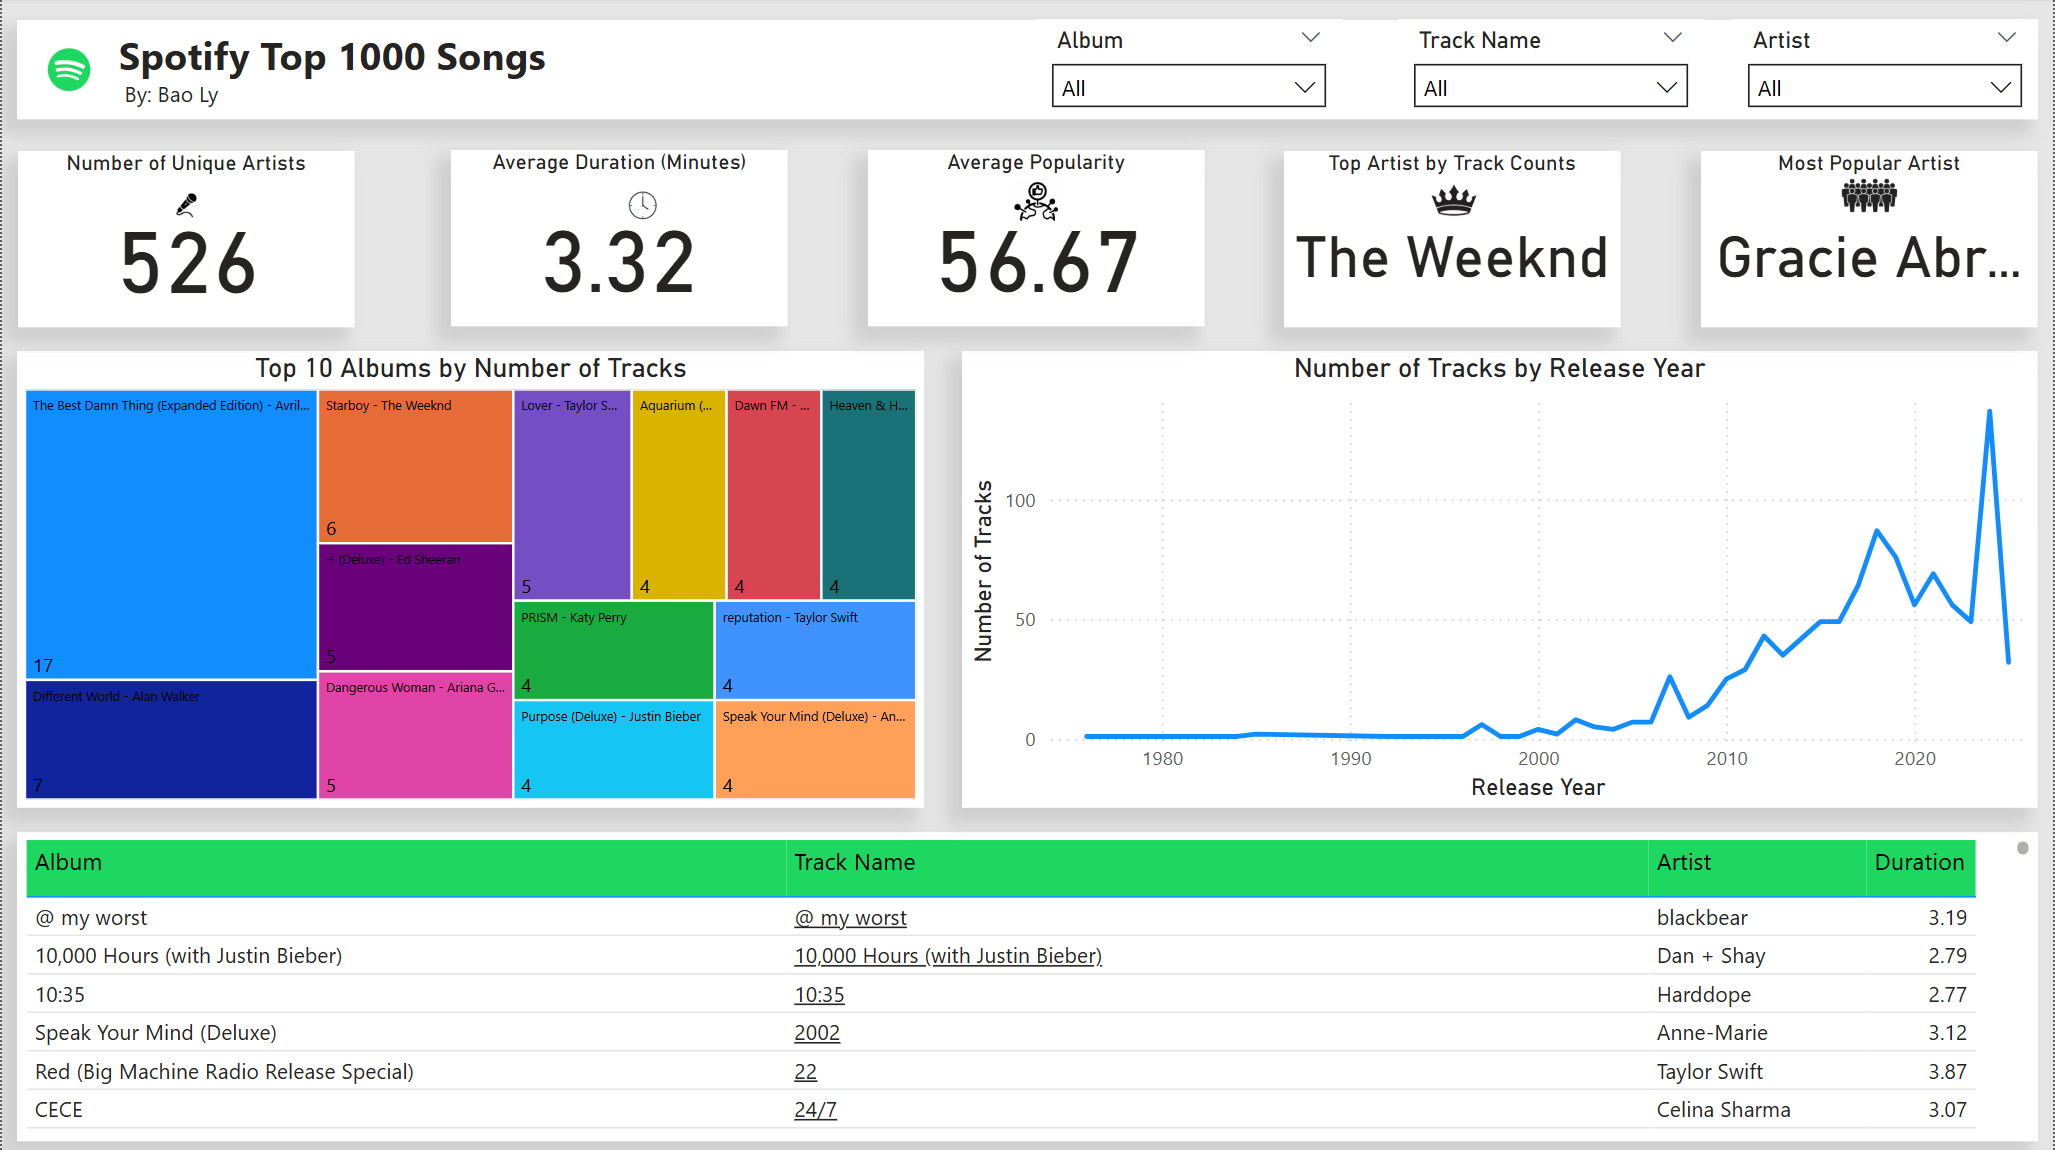 Spotify Top 1000 Songs
By: Bao Ly
Album
All
Track Name
All
Artist
All
Number of Unique Artists
526
Average Duration (Minutes)
3.32
Average Popularity
56.67
Top Artist by Track Counts
The Weeknd
Most Popular Artist
Gracie Abr...
Top 10 Albums by Number of Tracks
The Best Damn Thing (Expanded Edition) - Avril...
17
Different World - Alan Walker
7
Starboy - The Weeknd
6
÷ (Deluxe) - Ed Sheeran
5
Dangerous Woman - Ariana G...
5
Lover - Taylor S...
5
Aquarium (...
4
Dawn FM - ...
4
Heaven & H...
4
PRISM - Katy Perry
4
reputation - Taylor Swift
4
Purpose (Deluxe) - Justin Bieber
4
Speak Your Mind (Deluxe) - An...
4
Number of Tracks by Release Year
Number of Tracks
100
50
0
1980 1990 2000 2010 2020
Release Year
Album Track Name Artist Duration
@ my worst @ my worst blackbear 3.19
10,000 Hours (with Justin Bieber) 10,000 Hours (with Justin Bieber) Dan + Shay 2.79
10:35 10:35 Harddope 2.77
Speak Your Mind (Deluxe) 2002 Anne-Marie 3.12
Red (Big Machine Radio Release Special) 22 Taylor Swift 3.87
CECE 24/7 Celina Sharma 3.07